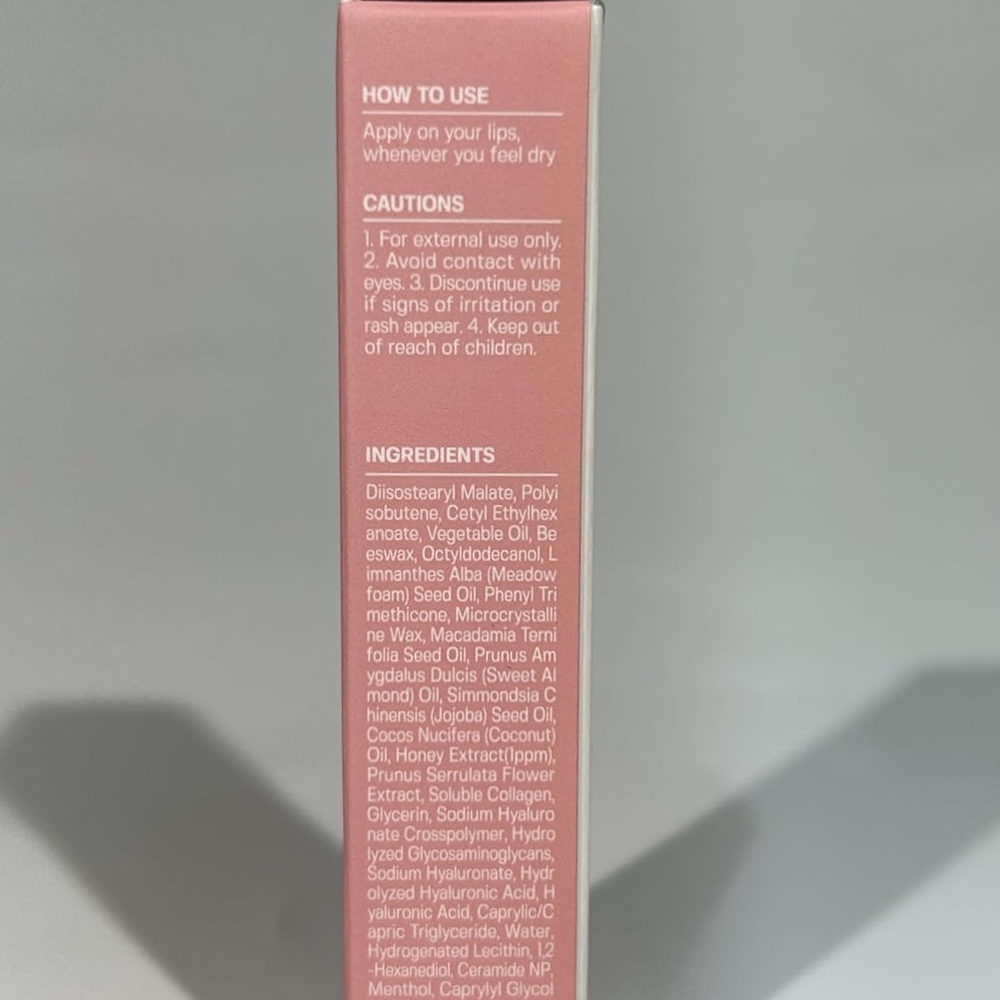 HOW TO USE
Apply on your lips,
whenever you feel dry
CAUTIONS
1. For external use only.
2. Avoid contact with
eyes. 3. Discontinue use
if signs of irritation or
rash appear. 4. Keep out
of reach of children.
INGREDIENTS
Diisostearyl Malate, Polyi
sobutene, Cetyl Ethylhex
anoate, Vegetable Oil, Be
eswax, Octyldodecanol, L
imnanthes Alba (Meadow
foam) Seed Oil, Phenyl Tri
methicone, Microcrystalli
ne Wax, Macadamia Terni
folia Seed Oil, Prunus Am
ygdalus Dulcis (Sweet Al
mond) Oil, Simmondsia C
hinensis (Jojoba) Seed Oil,
Cocos Nucifera (Coconut)
Oil, Honey Extract(1ppm),
Prunus Serrulata Flower
Extract, Soluble Collagen,
Glycerin, Sodium Hyaluro
nate Crosspolymer, Hydro
lyzed Glycosaminoglycans,
Sodium Hyaluronate, Hydr
olyzed Hyaluronic Acid, H
yaluronic Acid, Caprylic/C
apric Triglyceride, Water,
Hydrogenated Lecithin, 1,2
-Hexanediol, Ceramide NP,
Menthol, Caprylyl Glycol